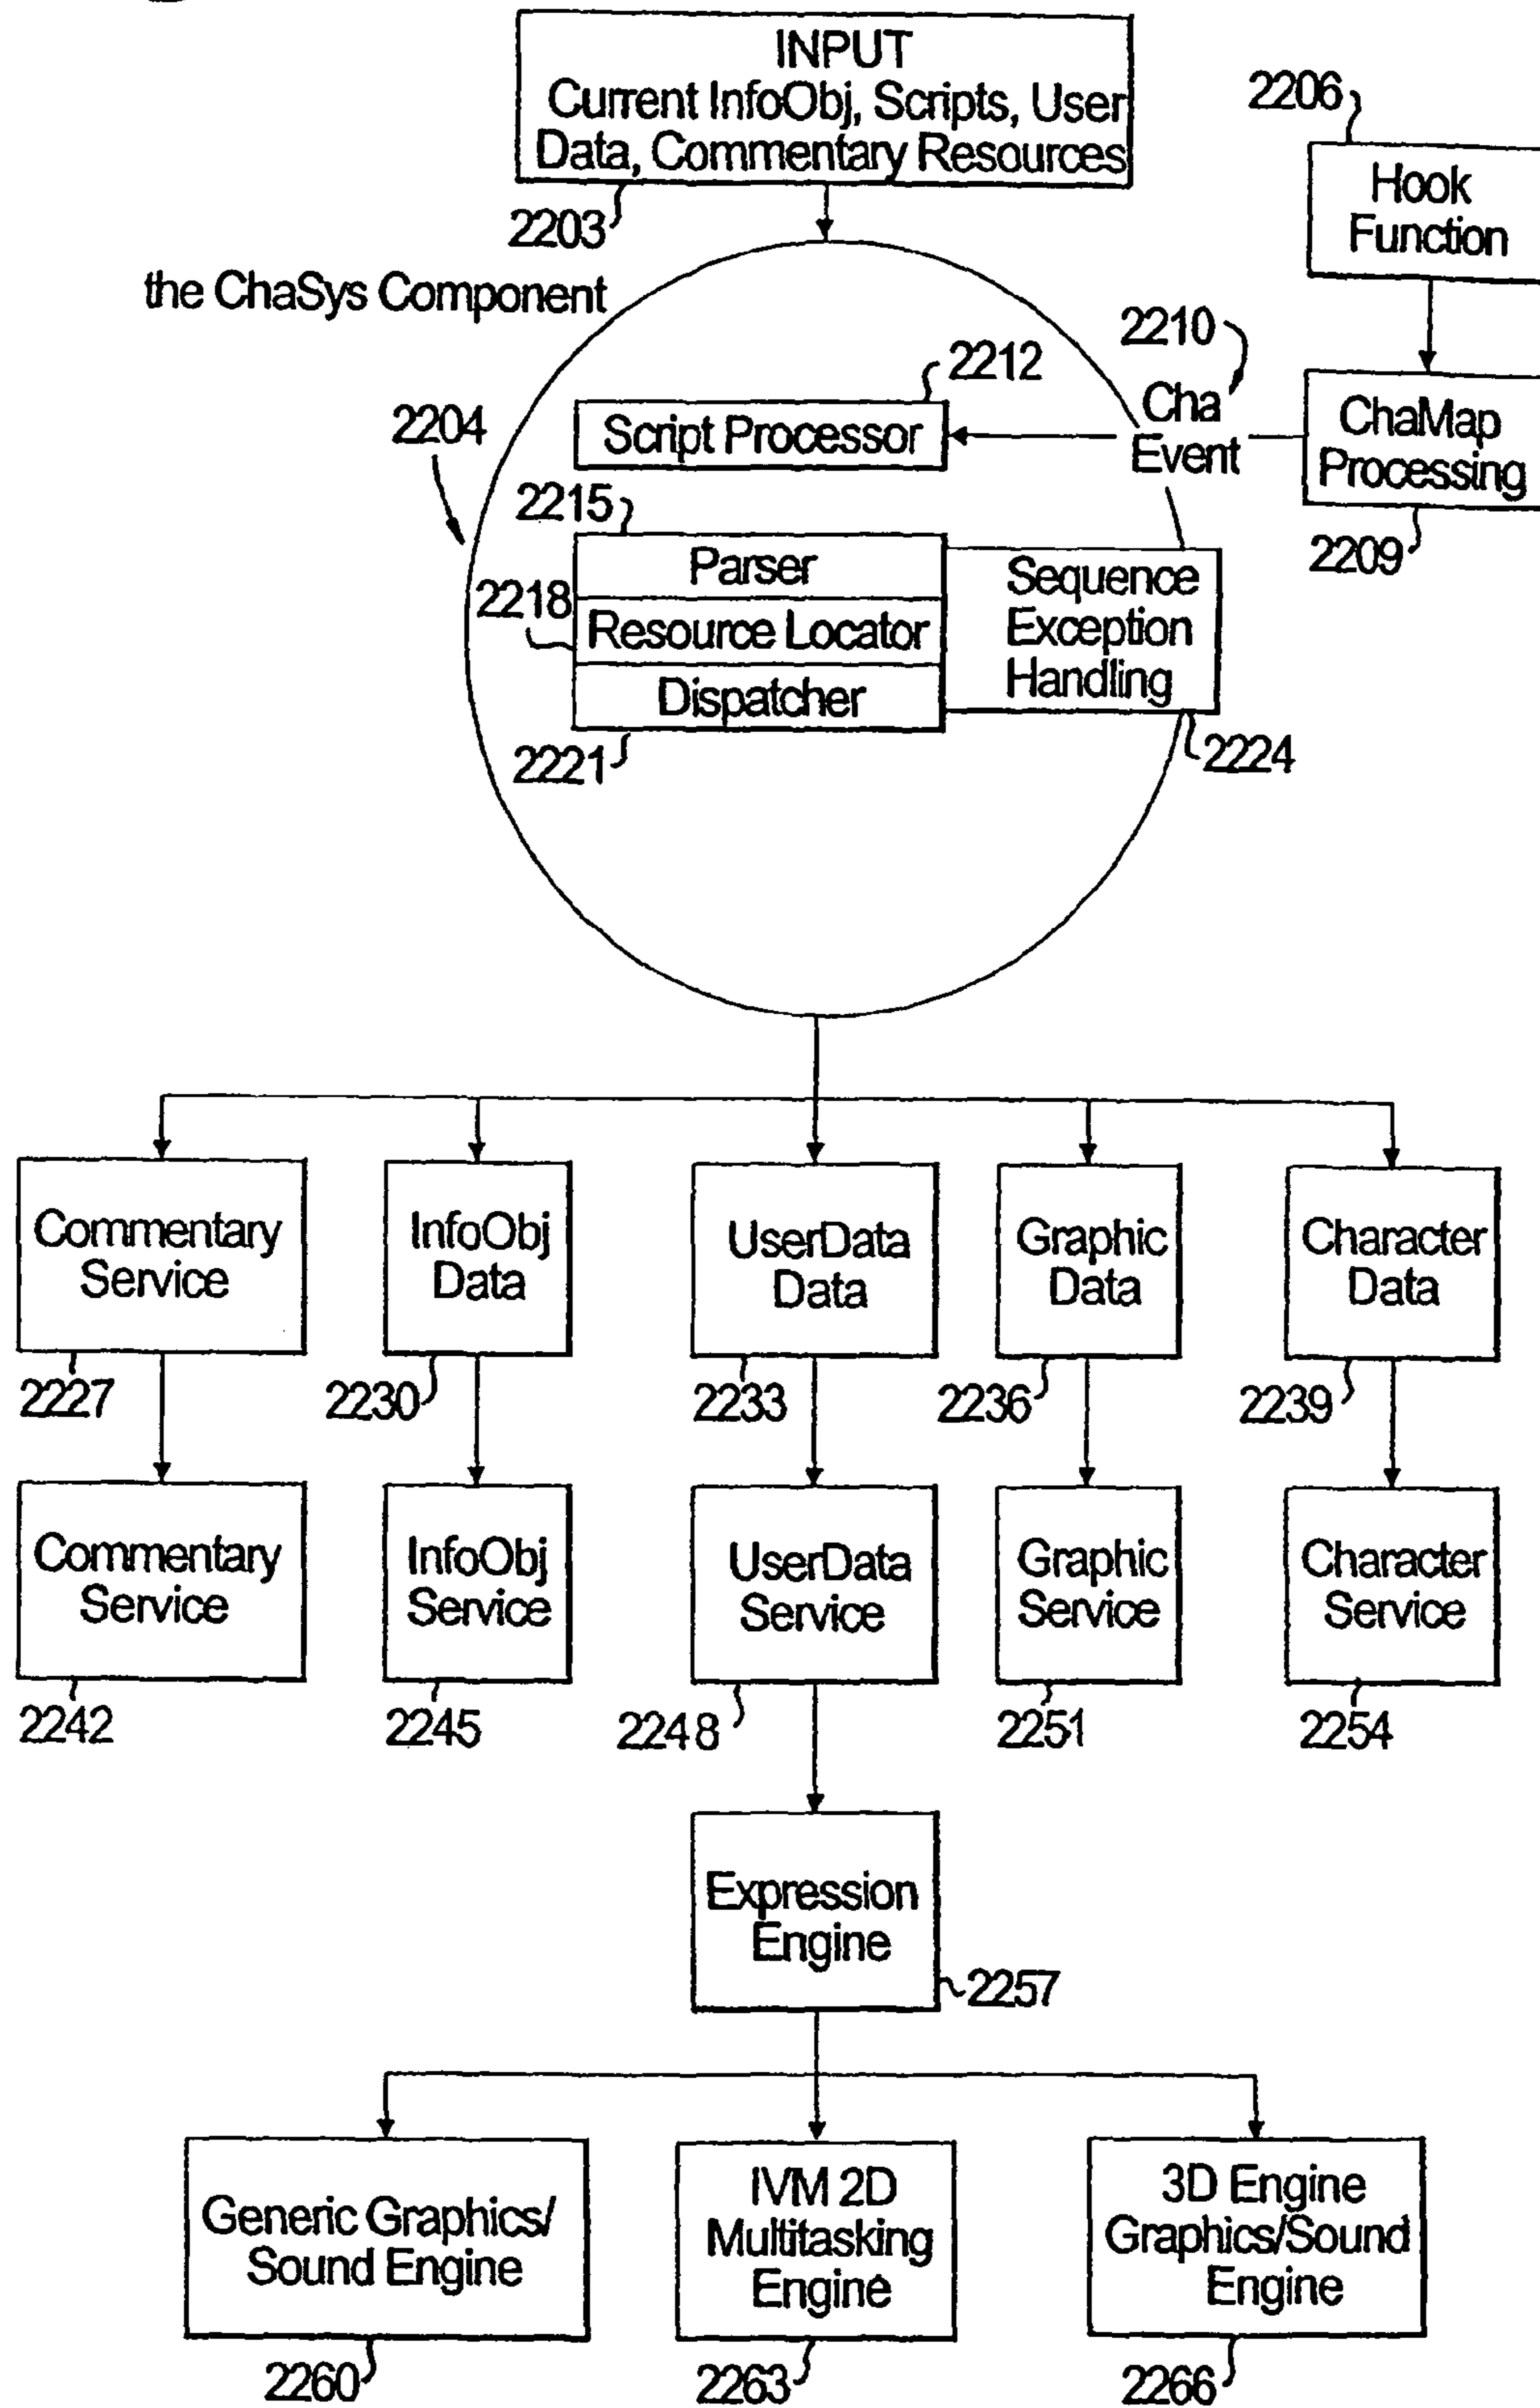 INPUT
Current InfoObj, Scripts, User
Data, Commentary Resources
2203
2206
Hook
Function
the ChaSys Component
2210
2212
Cha
Event
ChaMap
Processing
2209
2204
Script Processor
2215
Parser
2218
Resource Locator
Dispatcher
2221
Sequence
Exception
Handling
2224
Commentary
Service
2227
InfoObj
Data
2230
UserData
Data
2233
Graphic
Data
2236
Character
Data
2239
Commentary
Service
2242
InfoObj
Service
2245
UserData
Service
2248
Graphic
Service
2251
Character
Service
2254
Expression
Engine
2257
Generic Graphics/
Sound Engine
2260
IVM 2D
Multitasking
Engine
2263
3D Engine
Graphics/Sound
Engine
2266